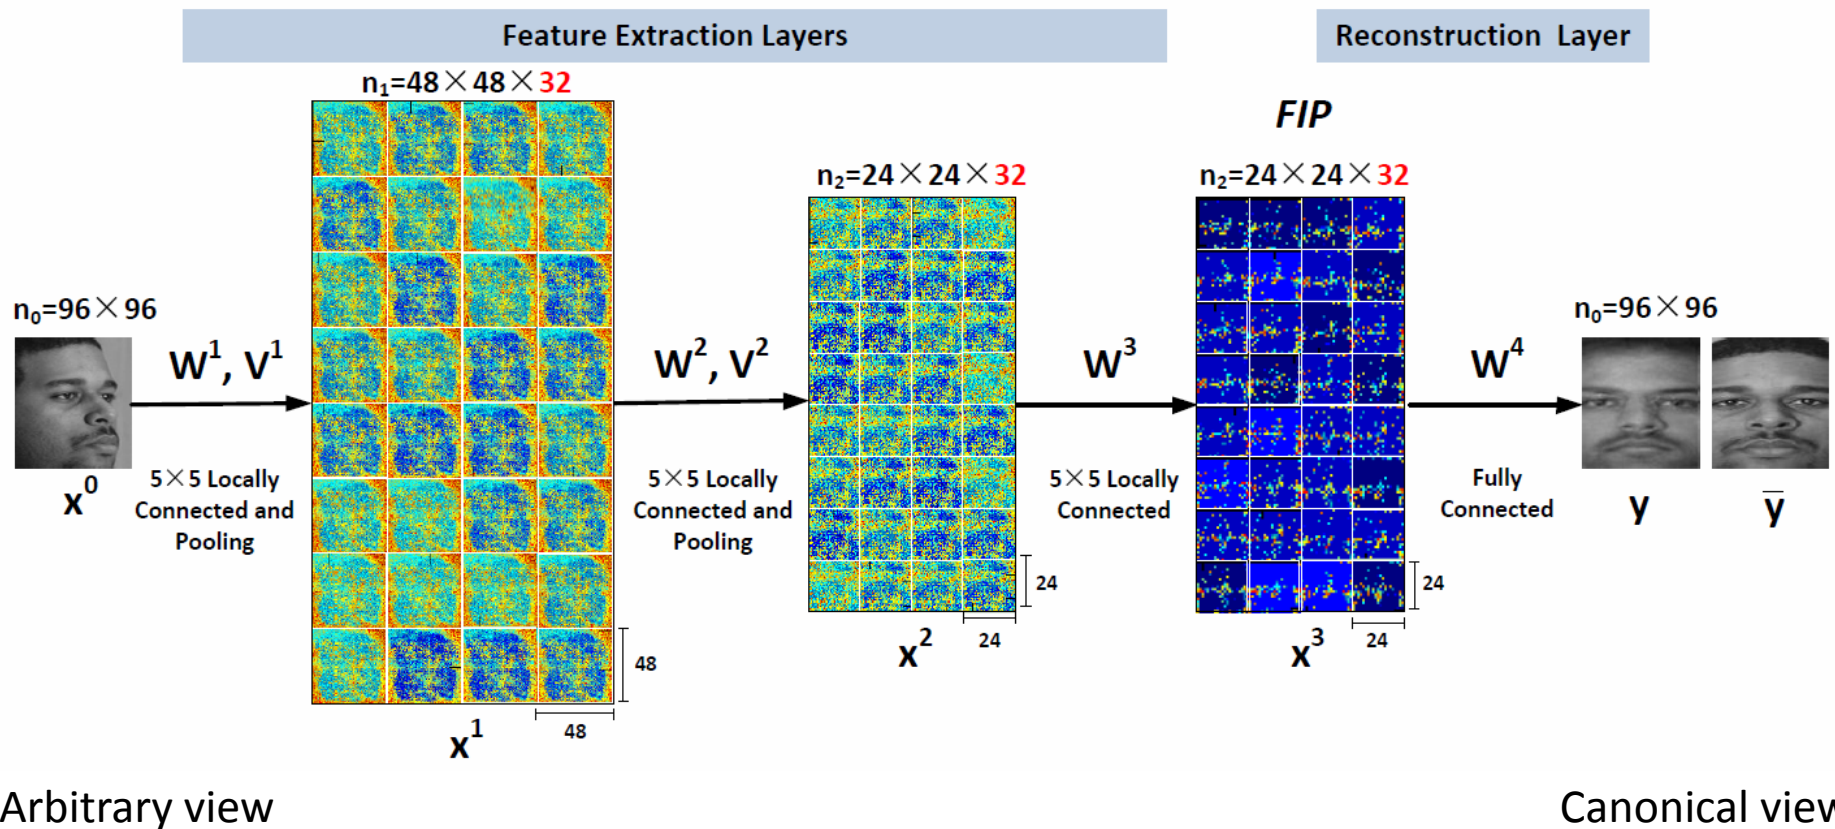 Feature Extraction Layers
Reconstruction Layer
n₁=48×48×32
FIP
n₂=24×24×32
n₂=24×24×32
n₀=96×96
n₀=96×96
W¹, V¹
W², V²
W³
W⁴
5×5 Locally
Connected and
Pooling
5×5 Locally
Connected and
Pooling
5×5 Locally
Connected
Fully
Connected
x⁰
y
y̅
24
24
24
24
x²
x³
48
48
x¹
Arbitrary view
Canonical view